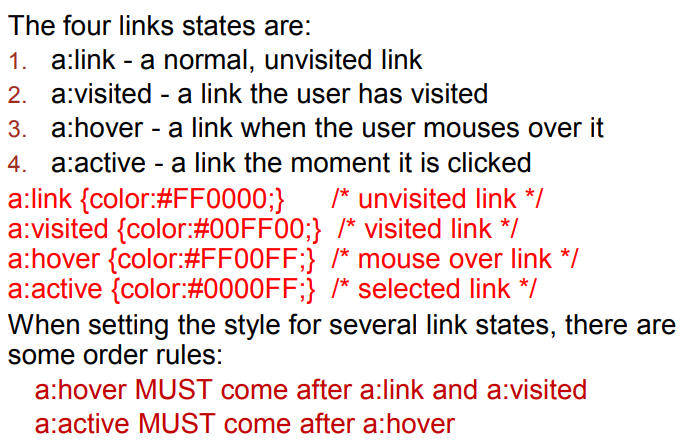 The four links states are:
1. a:link - a normal, unvisited link
2. a:visited - a link the user has visited
3. a:hover - a link when the user mouses over it
4. a:active - a link the moment it is clicked
a:link {color:#FF0000;} /* unvisited link */
a:visited {color:#00FF00;} /* visited link */
a:hover {color:#FF00FF;} /* mouse over link */
a:active {color:#0000FF;} /* selected link */
When setting the style for several link states, there are
some order rules:
a:hover MUST come after a:link and a:visited
a:active MUST come after a:hover